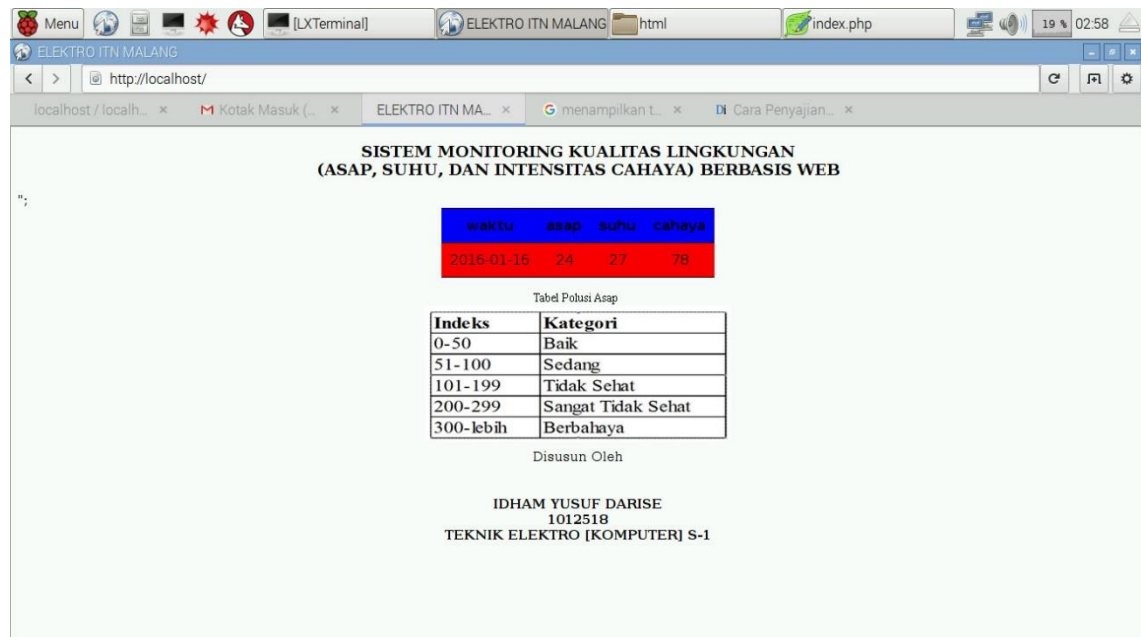 Menu [LXTerminal] ELEKTRO ITN MALANG html index.php 19 % 02:58
ELEKTRO ITN MALANG
http://localhost/
localhost / localh... Kotak Masuk (... ELEKTRO ITN MA... menampilkan t... Cara Penyajian...
SISTEM MONITORING KUALITAS LINGKUNGAN
(ASAP, SUHU, DAN INTENSITAS CAHAYA) BERBASIS WEB
";
waktu asap suhu cahaya
2016-01-16 24 27 78
Tabel Polusi Asap
Indeks Kategori
0-50 Baik
51-100 Sedang
101-199 Tidak Sehat
200-299 Sangat Tidak Sehat
300-lebih Berbahaya
Disusun Oleh
IDHAM YUSUF DARISE
1012518
TEKNIK ELEKTRO [KOMPUTER] S-1